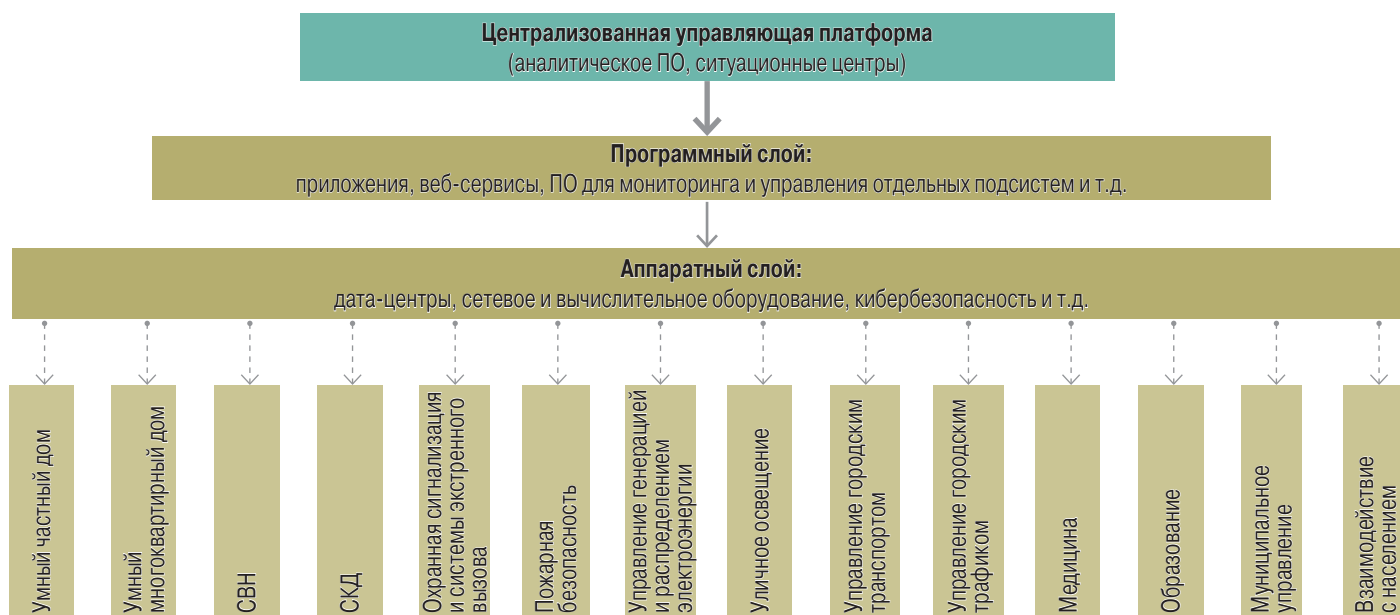 Централизованная управляющая платформа
(аналитическое ПО, ситуационные центры)
Программный слой:
приложения, веб-сервисы, ПО для мониторинга и управления отдельных подсистем и т.д.
Аппаратный слой:
дата-центры, сетевое и вычислительное оборудование, кибербезопасность и т.д.
Умный частный дом
Умный
многоквартирный дом
СВН
СКД
Охранная сигнализация
и системы экстренного
вызова
Пожарная
безопасность
Управление генерацией
и распределением
электроэнергии
Уличное освещение
Управление городским
транспортом
Управление городским
трафиком
Медицина
Образование
Муниципальное
управление
Взаимодействие
с населением